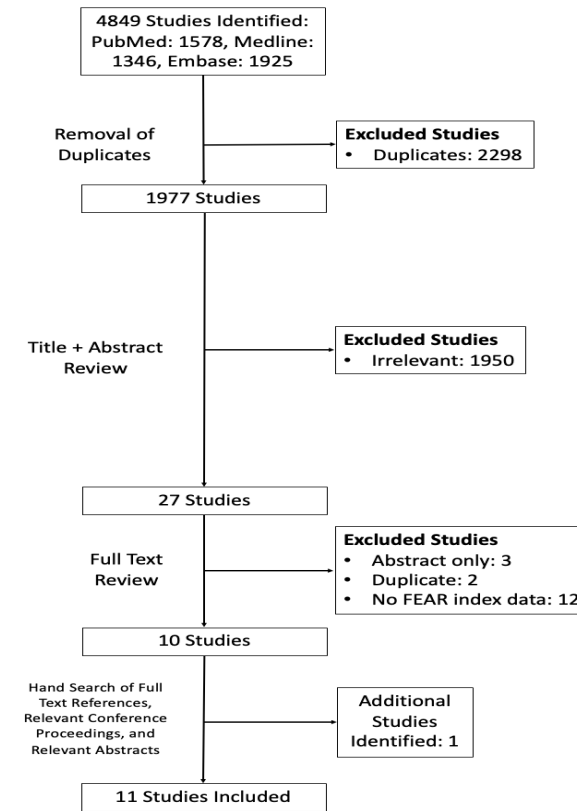 4849 Studies Identified:
PubMed: 1578, Medline:
1346, Embase: 1925
Removal of
Duplicates
Excluded Studies
• Duplicates: 2298
1977 Studies
Title + Abstract
Review
Excluded Studies
• Irrelevant: 1950
27 Studies
Full Text
Review
Excluded Studies
• Abstract only: 3
• Duplicate: 2
• No FEAR index data: 12
10 Studies
Hand Search of Full
Text References,
Relevant Conference
Proceedings, and
Relevant Abstracts
Additional
Studies
Identified: 1
11 Studies Included